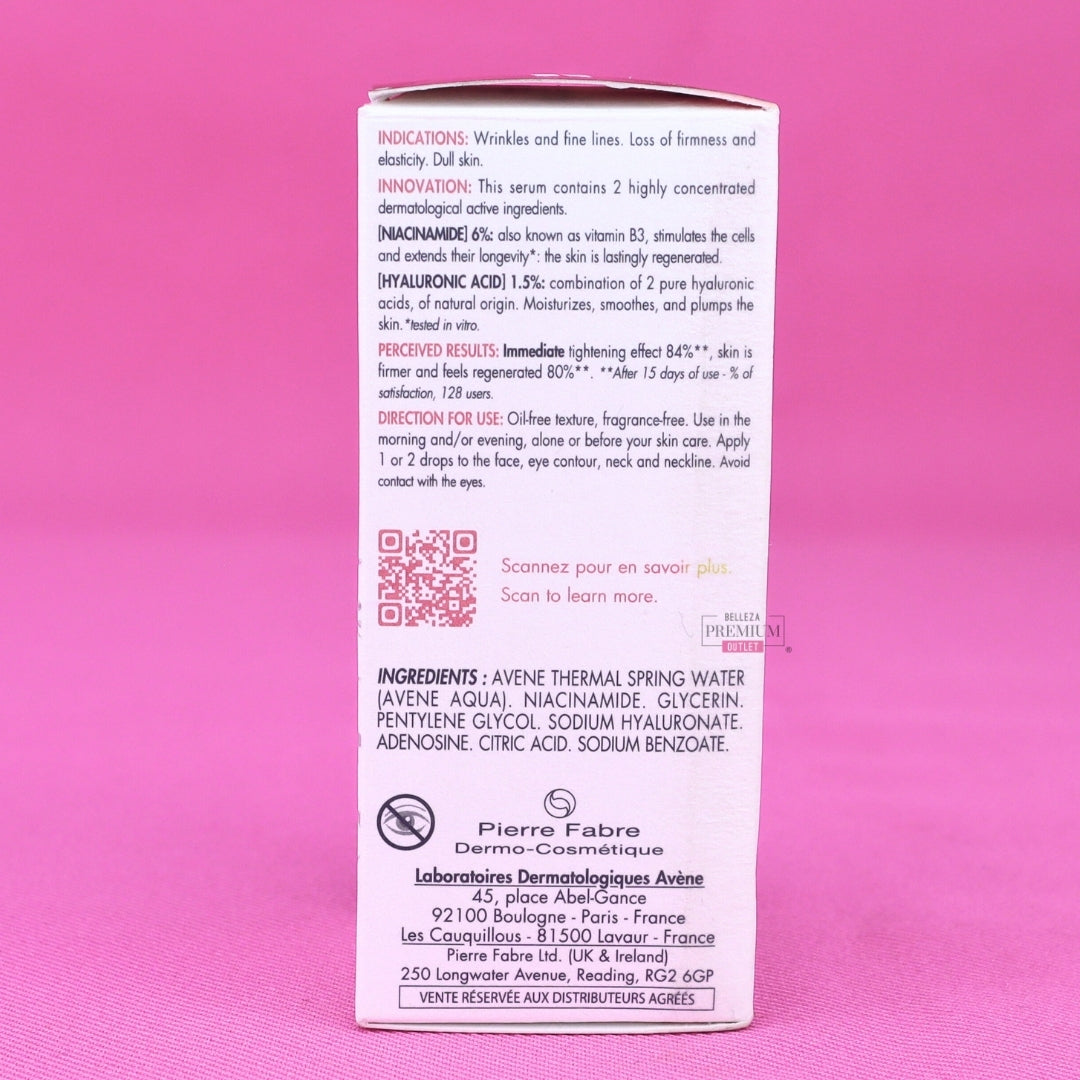 INDICATIONS: Wrinkles and fine lines. Loss of firmness and
elasticity. Dull skin.
INNOVATION: This serum contains 2 highly concentrated
dermatological active ingredients.
[NIACINAMIDE] 6%: also known as vitamin B3, stimulates the cells
and extends their longevity*: the skin is lastingly regenerated.
[HYALURONIC ACID] 1.5%: combination of 2 pure hyaluronic
acids, of natural origin. Moisturizes, smoothes, and plumps the
skin. *tested in vitro.
PERCEIVED RESULTS: Immediate tightening effect 84%**, skin is
firmer and feels regenerated 80%**. **After 15 days of use - % of
satisfaction, 128 users.
DIRECTION FOR USE: Oil-free texture, fragrance-free. Use in the
morning and/or evening, alone or before your skin care. Apply
1 or 2 drops to the face, eye contour, neck and neckline. Avoid
contact with the eyes.
Scannez pour en savoir plus.
Scan to learn more.
BELLEZA
PREMIUM
OUTLET ®
INGREDIENTS : AVENE THERMAL SPRING WATER
(AVENE AQUA). NIACINAMIDE. GLYCERIN.
PENTYLENE GLYCOL. SODIUM HYALURONATE.
ADENOSINE. CITRIC ACID. SODIUM BENZOATE.
Pierre Fabre
Dermo-Cosmétique
Laboratoires Dermatologiques Avène
45, place Abel-Gance
92100 Boulogne - Paris - France
Les Cauquillous - 81500 Lavaur - France
Pierre Fabre Ltd. (UK & Ireland)
250 Longwater Avenue, Reading, RG2 6GP
VENTE RÉSERVÉE AUX DISTRIBUTEURS AGRÉÉS